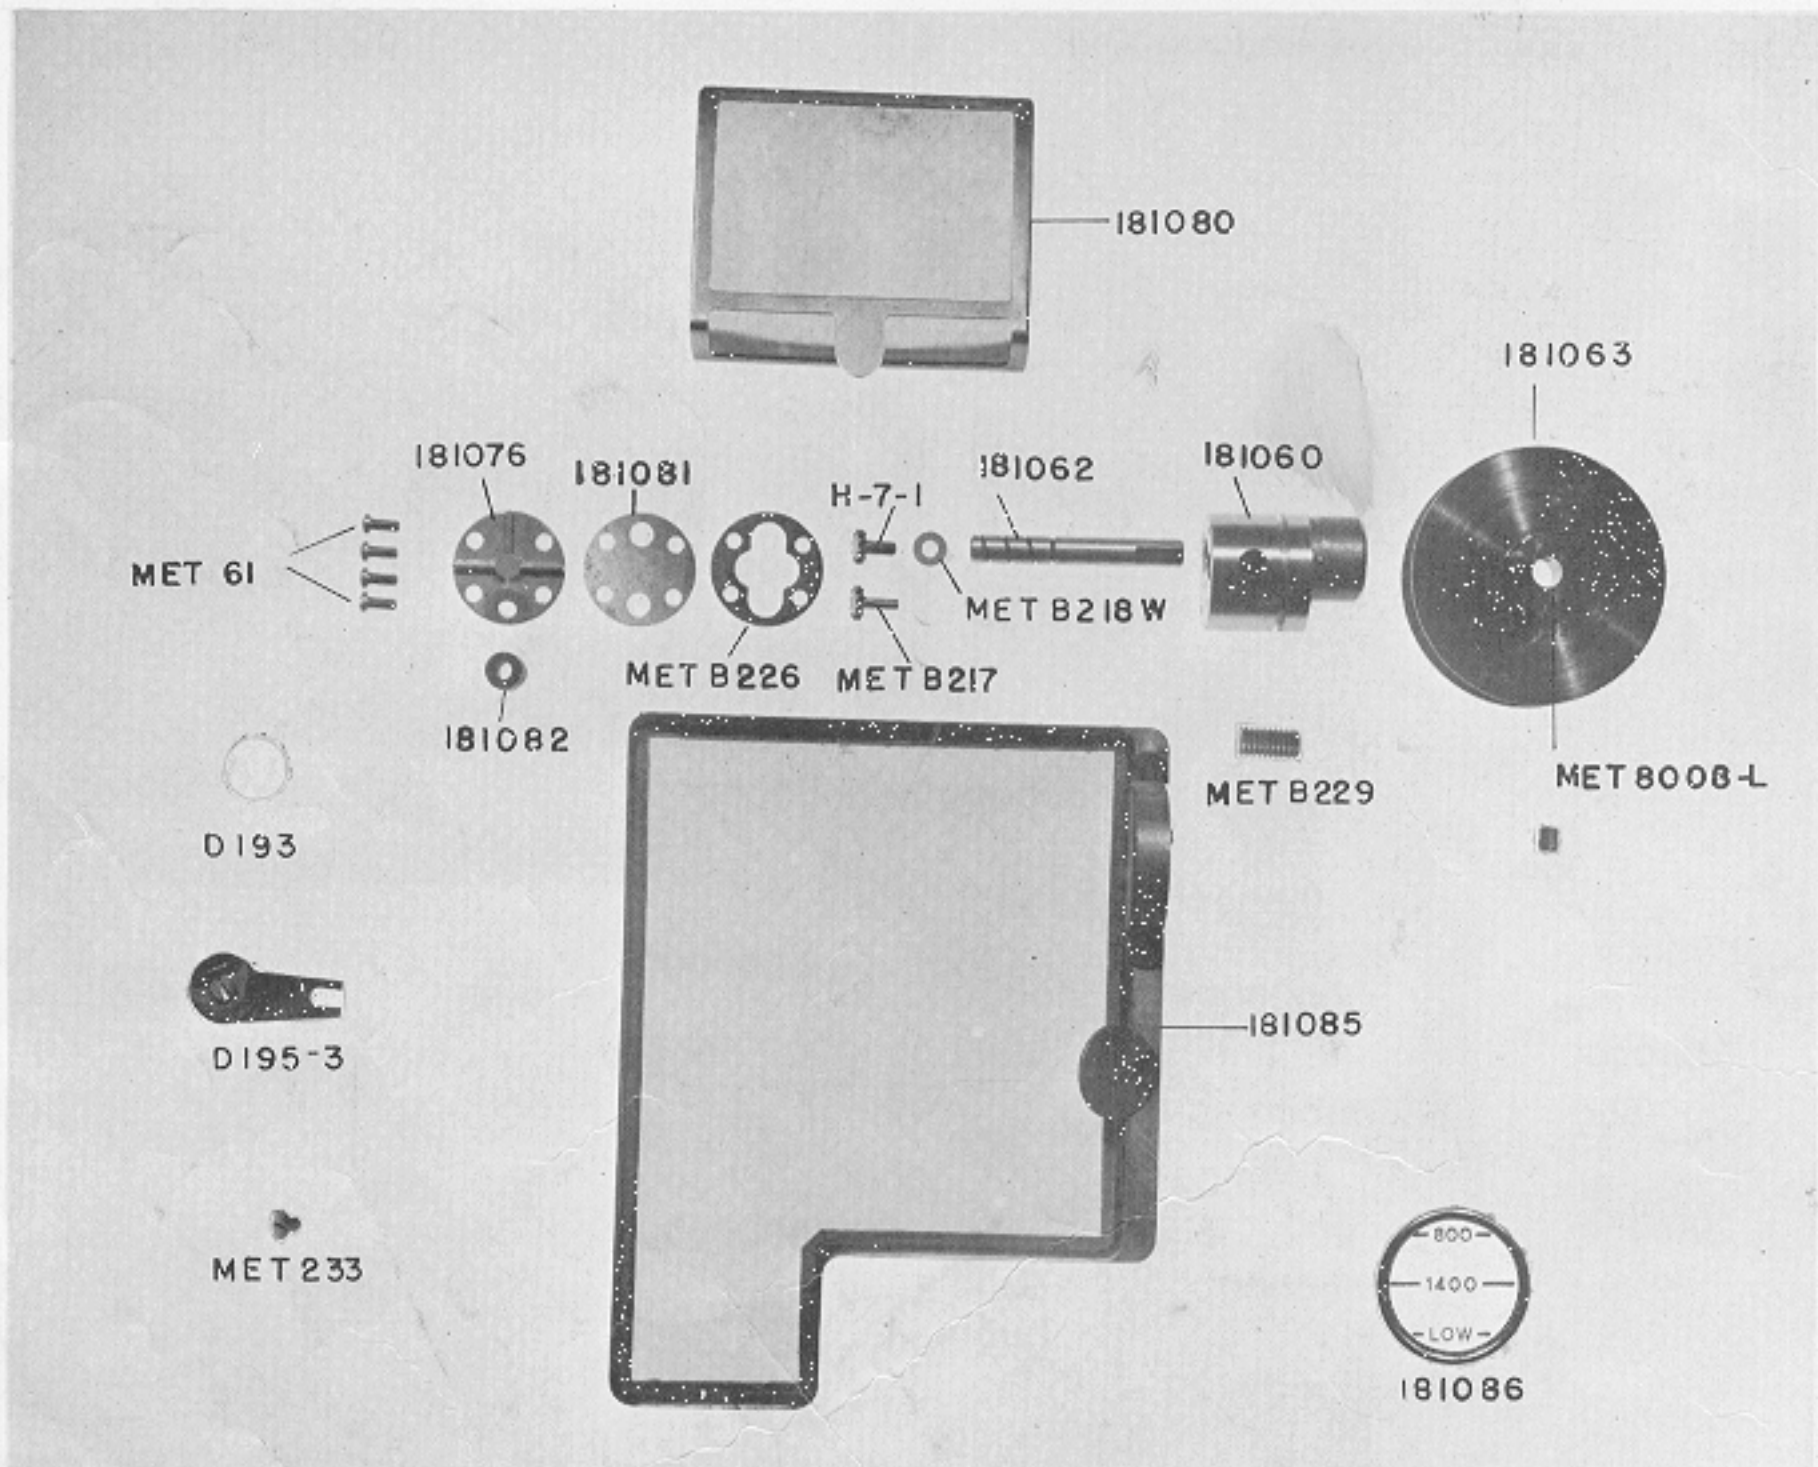 181080
181063
181076
181081
H-7-1
181062
181060
MET 61
MET B218W
MET B226
MET B217
181082
MET B229
MET 8008-L
D193
181085
D195-3
MET 233
800
1400
LOW
181086